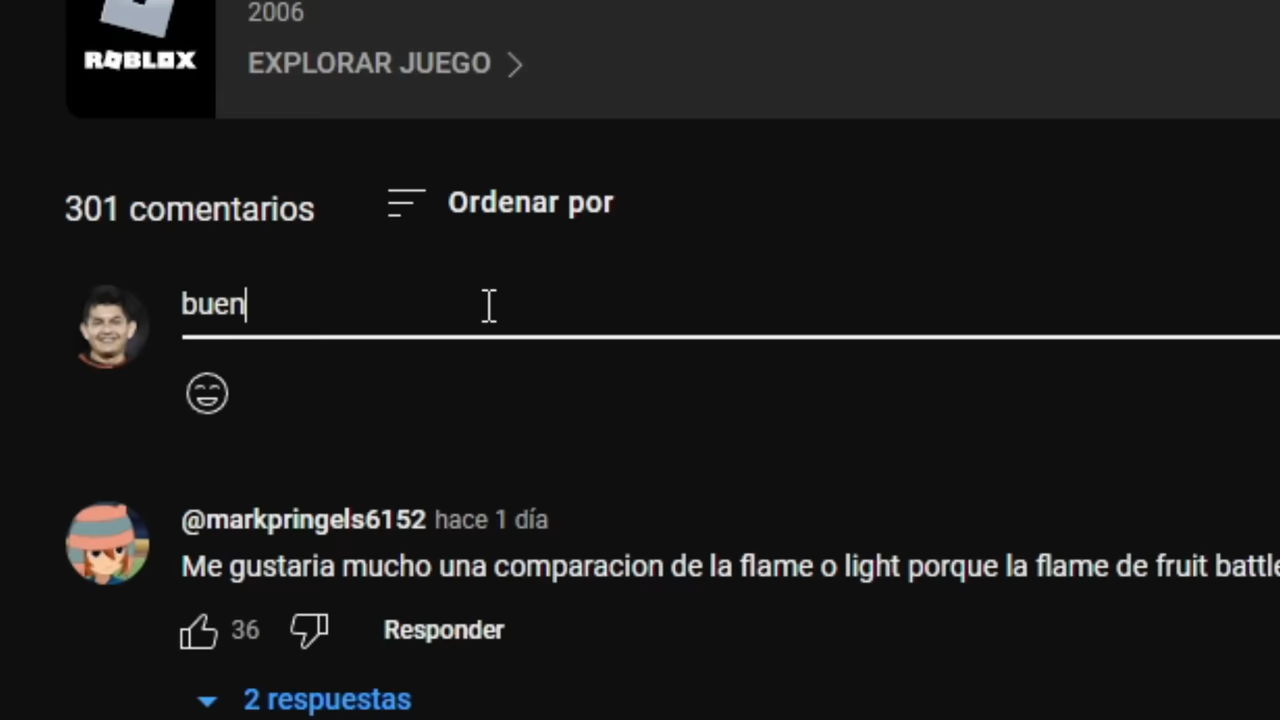 2006
ROBLOX
EXPLORAR JUEGO
301 comentarios
Ordenar por
buen
@markpringels6152 hace 1 día
Me gustaria mucho una comparacion de la flame o light porque la flame de fruit battle
36
Responder
2 respuestas